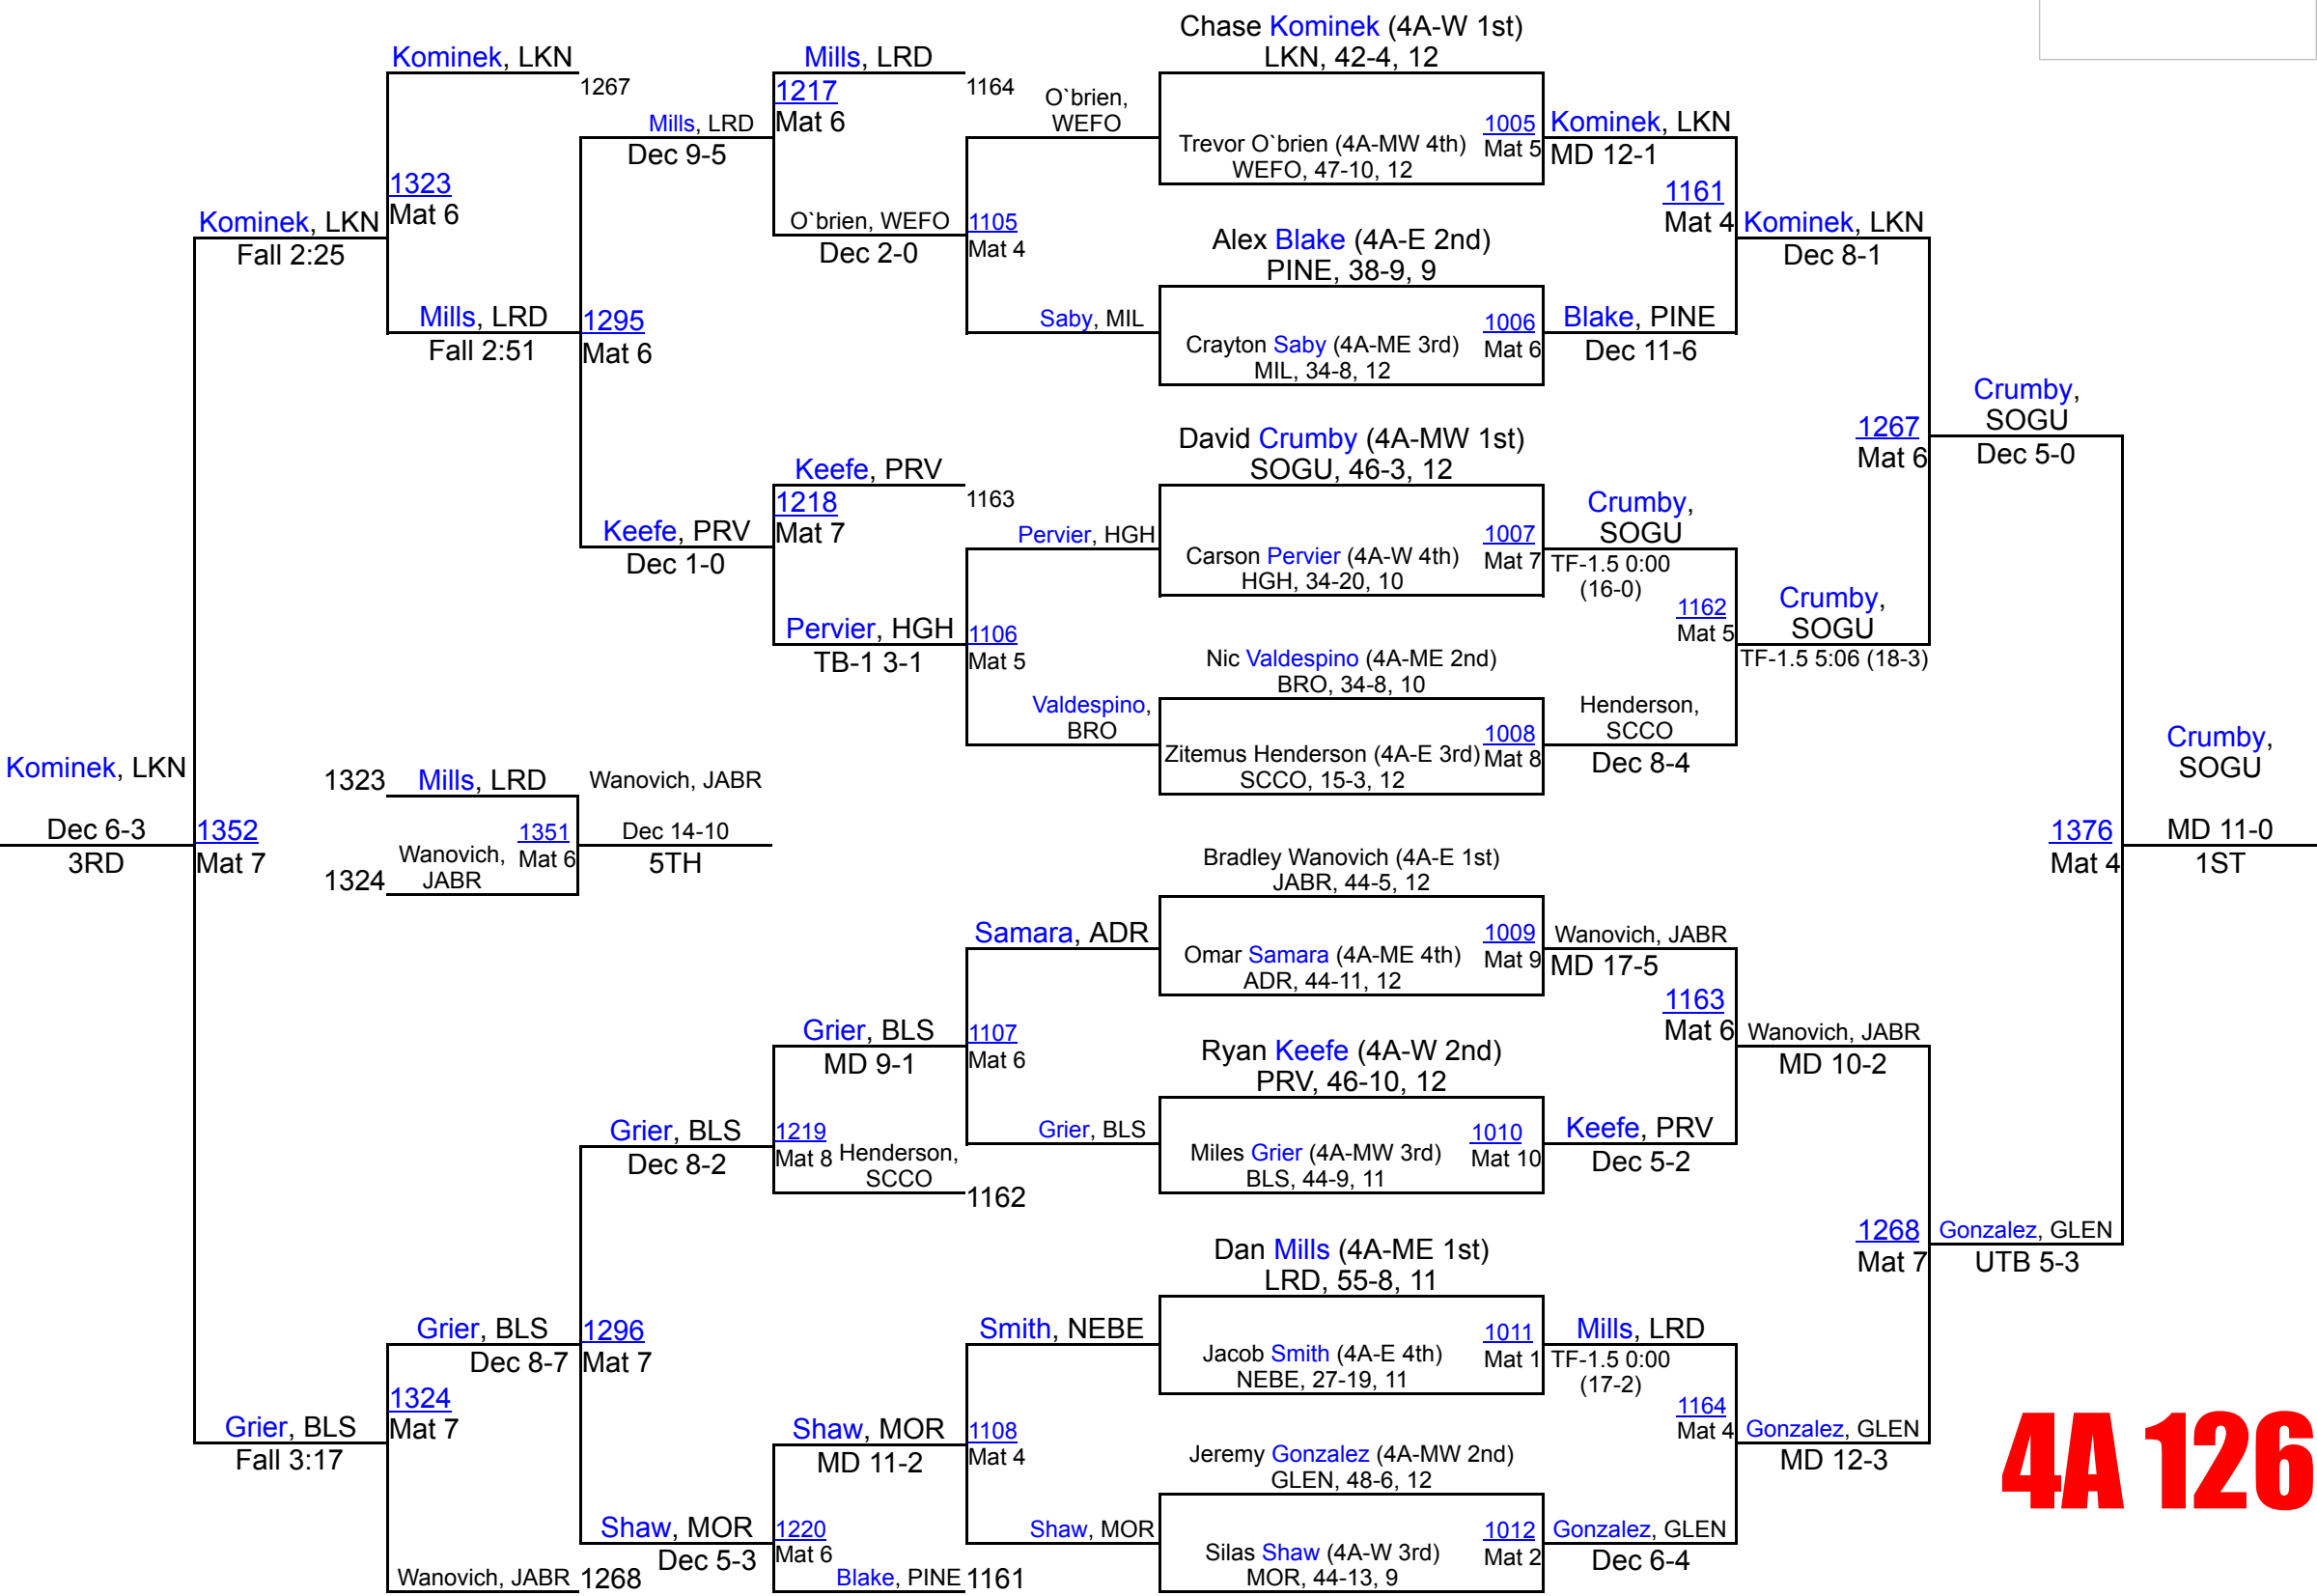 Kominek, LKN
1267
1323
Mat 6
Kominek, LKN
Fall 2:25
Mills, LRD
Fall 2:51
Mills, LRD
Dec 9-5
1295
Mat 6
Keefe, PRV
Dec 1-0
Mills, LRD
1164
1217
Mat 6
O`brien, WEFO
Dec 2-0
Keefe, PRV
1163
1218
Mat 7
Pervier, HGH
TB-1 3-1
O`brien,
WEFO
1105
Mat 4
Saby, MIL
Pervier, HGH
1106
Mat 5
Valdespino,
BRO
Chase Kominek (4A-W 1st)
LKN, 42-4, 12
Trevor O`brien (4A-MW 4th)
WEFO, 47-10, 12
1005
Mat 5
Kominek, LKN
MD 12-1
Alex Blake (4A-E 2nd)
PINE, 38-9, 9
Crayton Saby (4A-ME 3rd)
MIL, 34-8, 12
1006
Mat 6
Blake, PINE
Dec 11-6
1161
Mat 4
Kominek, LKN
Dec 8-1
David Crumby (4A-MW 1st)
SOGU, 46-3, 12
Carson Pervier (4A-W 4th)
HGH, 34-20, 10
1007
Mat 7
Crumby,
SOGU
TF-1.5 0:00
(16-0)
Nic Valdespino (4A-ME 2nd)
BRO, 34-8, 10
Zitemus Henderson (4A-E 3rd)
SCCO, 15-3, 12
1008
Mat 8
Henderson,
SCCO
Dec 8-4
1162
Mat 5
Crumby,
SOGU
TF-1.5 5:06 (18-3)
1267
Mat 6
Crumby,
SOGU
Dec 5-0
Kominek, LKN
Dec 6-3
3RD
1352
Mat 7
1323
Mills, LRD
1324
Wanovich,
JABR
1351
Mat 6
Wanovich, JABR
Dec 14-10
5TH
1376
Mat 4
Crumby,
SOGU
MD 11-0
1ST
Bradley Wanovich (4A-E 1st)
JABR, 44-5, 12
Omar Samara (4A-ME 4th)
ADR, 44-11, 12
1009
Mat 9
Wanovich, JABR
MD 17-5
Ryan Keefe (4A-W 2nd)
PRV, 46-10, 12
Miles Grier (4A-MW 3rd)
BLS, 44-9, 11
1010
Mat 10
Keefe, PRV
Dec 5-2
1163
Mat 6
Wanovich, JABR
MD 10-2
Samara, ADR
1107
Mat 6
Grier, BLS
Grier, BLS
MD 9-1
1219
Mat 8
Henderson,
SCCO
1162
Grier, BLS
Dec 8-2
Dan Mills (4A-ME 1st)
LRD, 55-8, 11
Jacob Smith (4A-E 4th)
NEBE, 27-19, 11
1011
Mat 1
Mills, LRD
TF-1.5 0:00
(17-2)
Jeremy Gonzalez (4A-MW 2nd)
GLEN, 48-6, 12
Silas Shaw (4A-W 3rd)
MOR, 44-13, 9
1012
Mat 2
Gonzalez, GLEN
Dec 6-4
1164
Mat 4
Gonzalez, GLEN
MD 12-3
1268
Mat 7
Gonzalez, GLEN
UTB 5-3
Smith, NEBE
1108
Mat 4
Shaw, MOR
Shaw, MOR
MD 11-2
1220
Mat 6
Blake, PINE
1161
Shaw, MOR
Dec 5-3
1296
Mat 7
Grier, BLS
Dec 8-7
1324
Mat 7
Wanovich, JABR
1268
Grier, BLS
Fall 3:17
4A 126